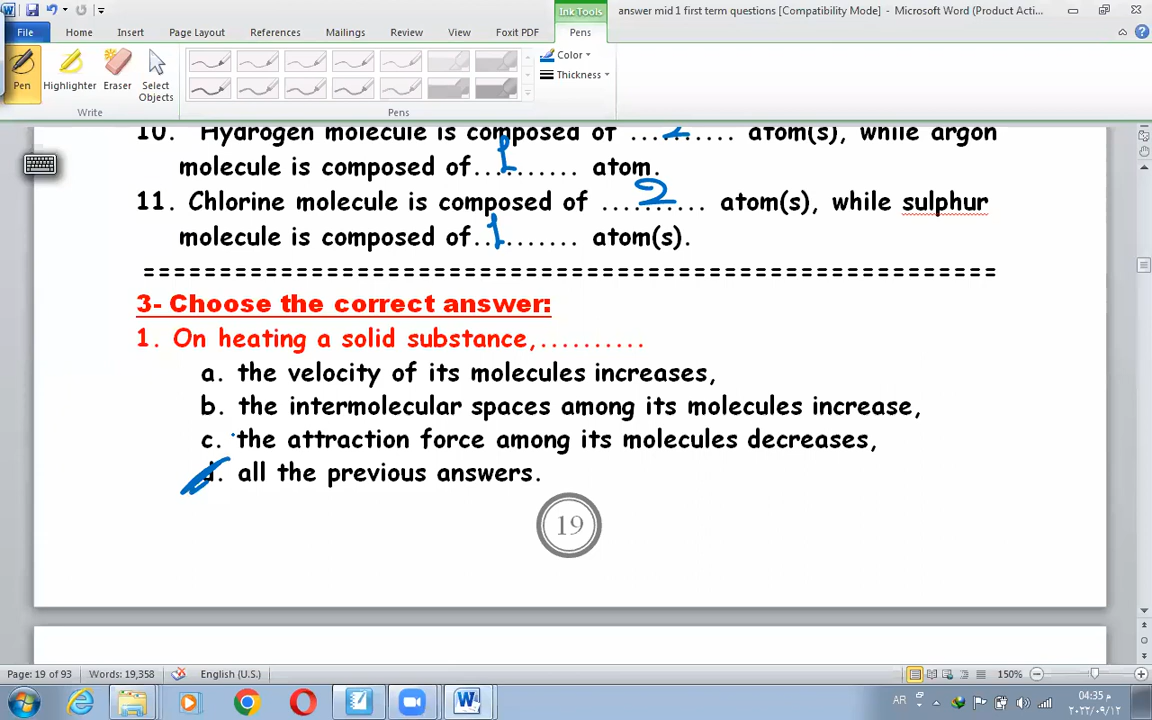 answer mid 1 first term questions [Compatibility Mode] - Microsoft Word (Product Acti...
Ink Tools
File Home Insert Page Layout References Mailings Review View Foxit PDF Pens
Pen Highlighter Eraser Select Objects
Color
Thickness
Write Pens
10. Hydrogen molecule is composed of .......... atom(s), while argon
molecule is composed of..1....... atom.
11. Chlorine molecule is composed of ....2..... atom(s), while sulphur
molecule is composed of..1....... atom(s).
==========================================================
3- Choose the correct answer:
1. On heating a solid substance,..........
a. the velocity of its molecules increases,
b. the intermolecular spaces among its molecules increase,
c. the attraction force among its molecules decreases,
d. all the previous answers.
19
Page: 19 of 93 Words: 19,358 English (U.S.) 150%
AR
04:35 م
٢٠٢٢/٠٩/١٢